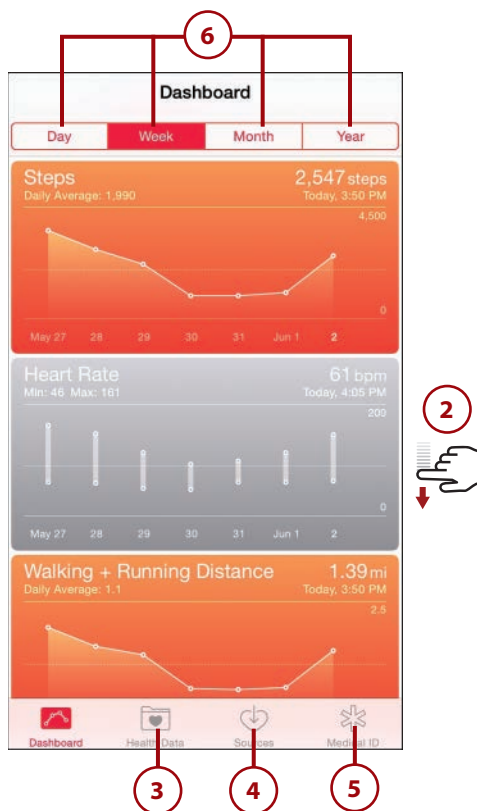 6
Dashboard
Day Week Month Year
Steps 2,547 steps
Daily Average: 1,990 Today, 3:50 PM
4,500
0
May 27 28 29 30 31 Jun 1 2
Heart Rate 61 bpm
Min: 46 Max: 161 Today, 4:05 PM
200
2
0
May 27 28 29 30 31 Jun 1 2
Walking + Running Distance 1.39 mi
Daily Average: 1.1 Today, 3:50 PM
2.5
Dashboard Health Data Sources Medical ID
3 4 5